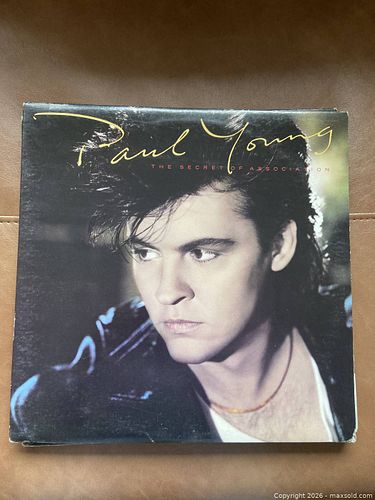 Paul Young
THE SECRET OF ASSOCIATION
Copyright © 2026 - maxsold.com